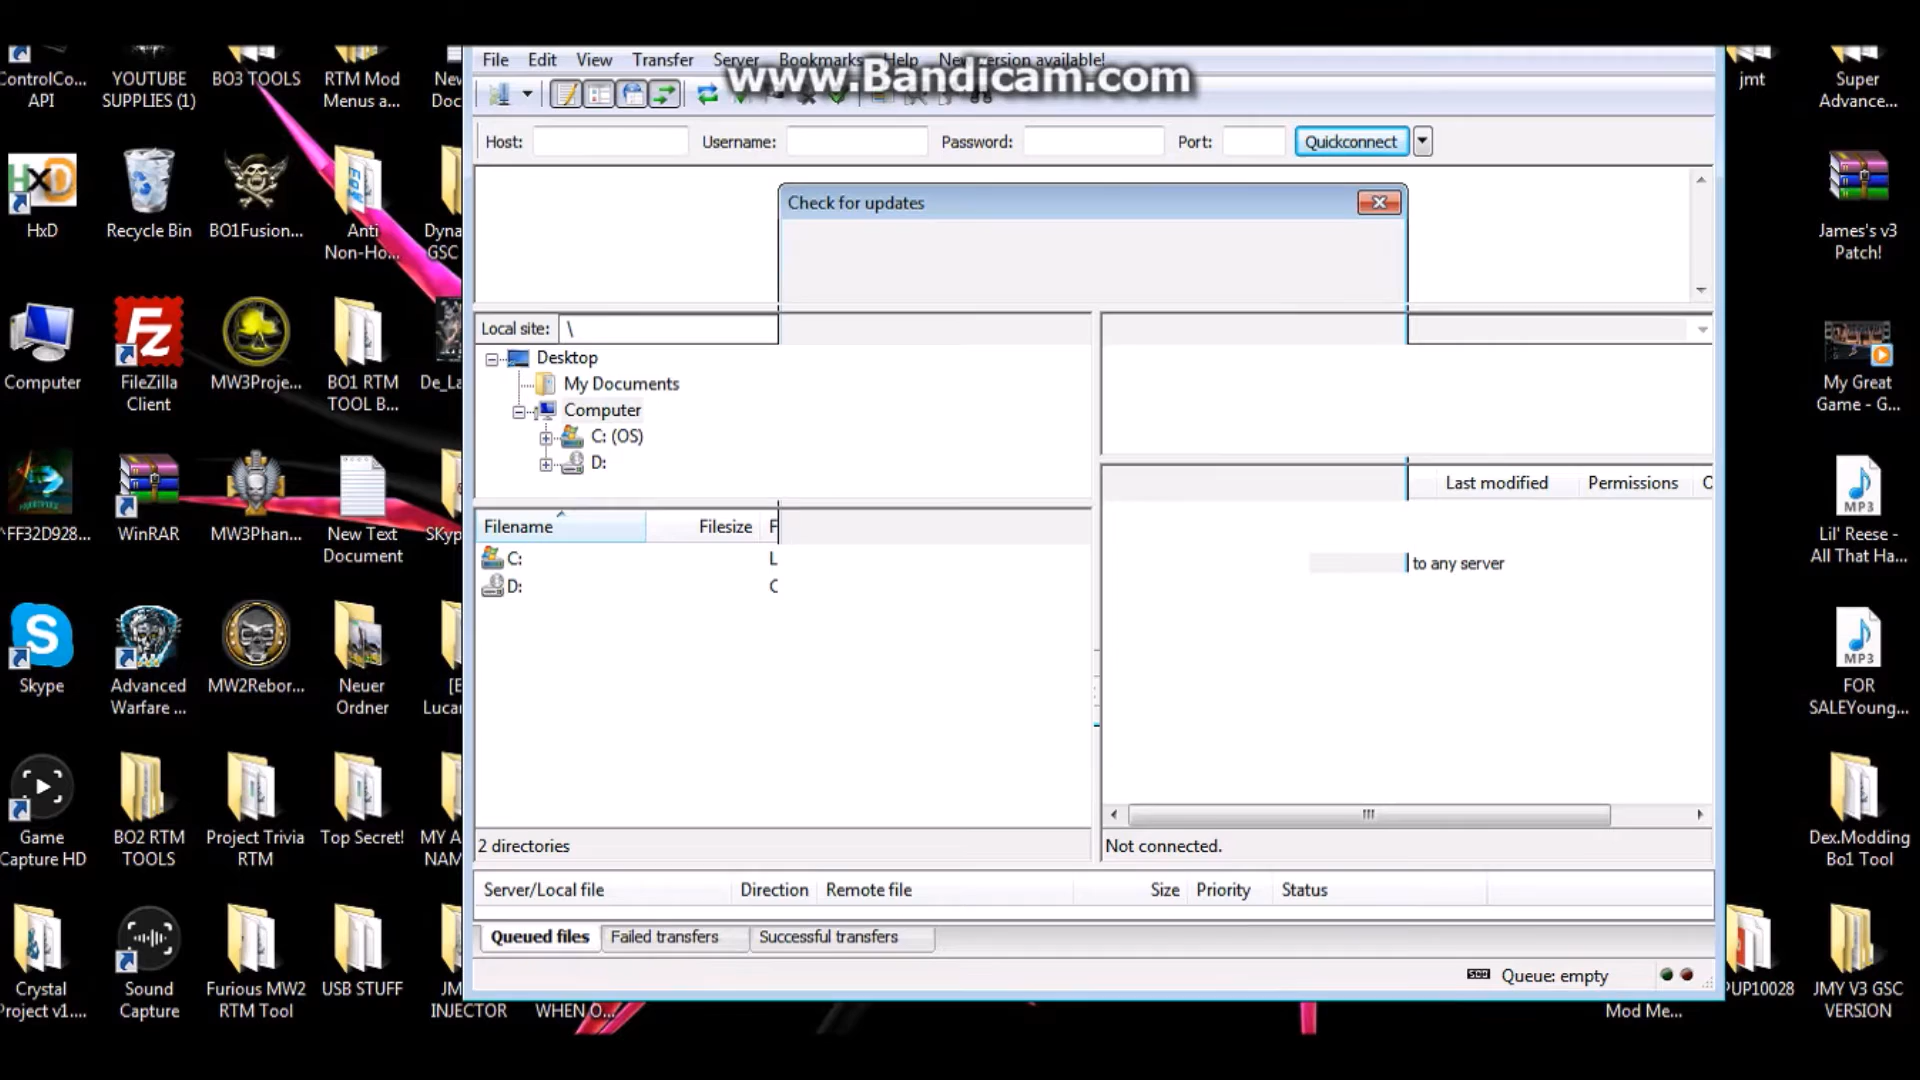 File Edit View Transfer Server Bookmarks Help New version available!
www.Bandicam.com
Host: Username: Password: Port: Quickconnect
Check for updates
Local site: \
Desktop
My Documents
Computer
C: (OS)
D:
Filename Filesize F
C: L
D: C
2 directories
Last modified Permissions O
to any server
Not connected.
Server/Local file Direction Remote file Size Priority Status
Queued files Failed transfers Successful transfers
Queue: empty
ControlCo...
API
YOUTUBE
SUPPLIES (1)
BO3 TOOLS
RTM Mod
Menus a...
HxD
Recycle Bin
BO1Fusion...
Anti
Non-Ho...
Computer
FileZilla
Client
MW3Proje...
BO1 RTM
TOOL B...
^FF32D928...
WinRAR
MW3Phan...
New Text
Document
Skype
Advanced
Warfare ...
MW2Rebor...
Neuer
Ordner
Game
Capture HD
BO2 RTM
TOOLS
Project Trivia
RTM
Top Secret!
Crystal
Project v1....
Sound
Capture
Furious MW2
RTM Tool
USB STUFF
INJECTOR
WHEN O...
jmt
Super
Advance...
James's v3
Patch!
My Great
Game - G...
MP3
Lil' Reese -
All That Ha...
MP3
FOR
SALEYoung...
Dex.Modding
Bo1 Tool
PUP10028
Mod Me...
JMY V3 GSC
VERSION